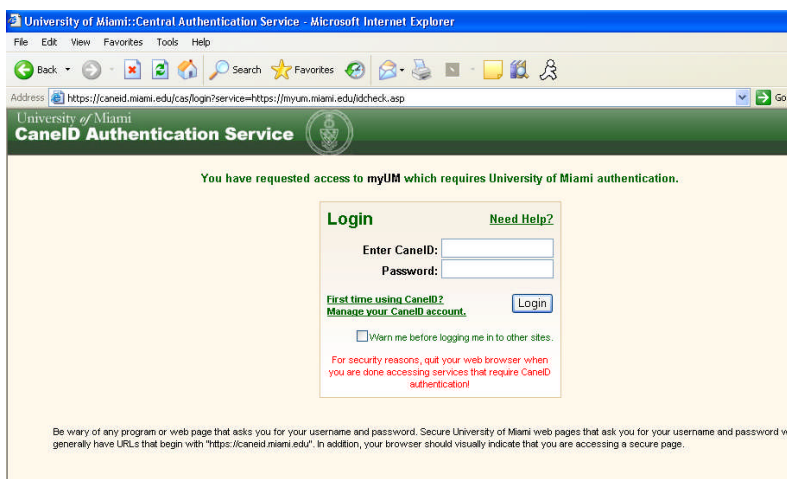 University of Miami::Central Authentication Service - Microsoft Internet Explorer
File Edit View Favorites Tools Help
Back Search Favorites
Address https://caneid.miami.edu/cas/login?service=https://myum.miami.edu/idcheck.asp Go
University of Miami
CaneID Authentication Service
You have requested access to myUM which requires University of Miami authentication.
Login Need Help?
Enter CaneID:
Password:
First time using CaneID?
Manage your CaneID account.
Login
Warn me before logging me in to other sites.
For security reasons, quit your web browser when
you are done accessing services that require CaneID
authentication!
Be wary of any program or web page that asks you for your username and password. Secure University of Miami web pages that ask you for your username and password
generally have URLs that begin with "https://caneid.miami.edu". In addition, your browser should visually indicate that you are accessing a secure page.